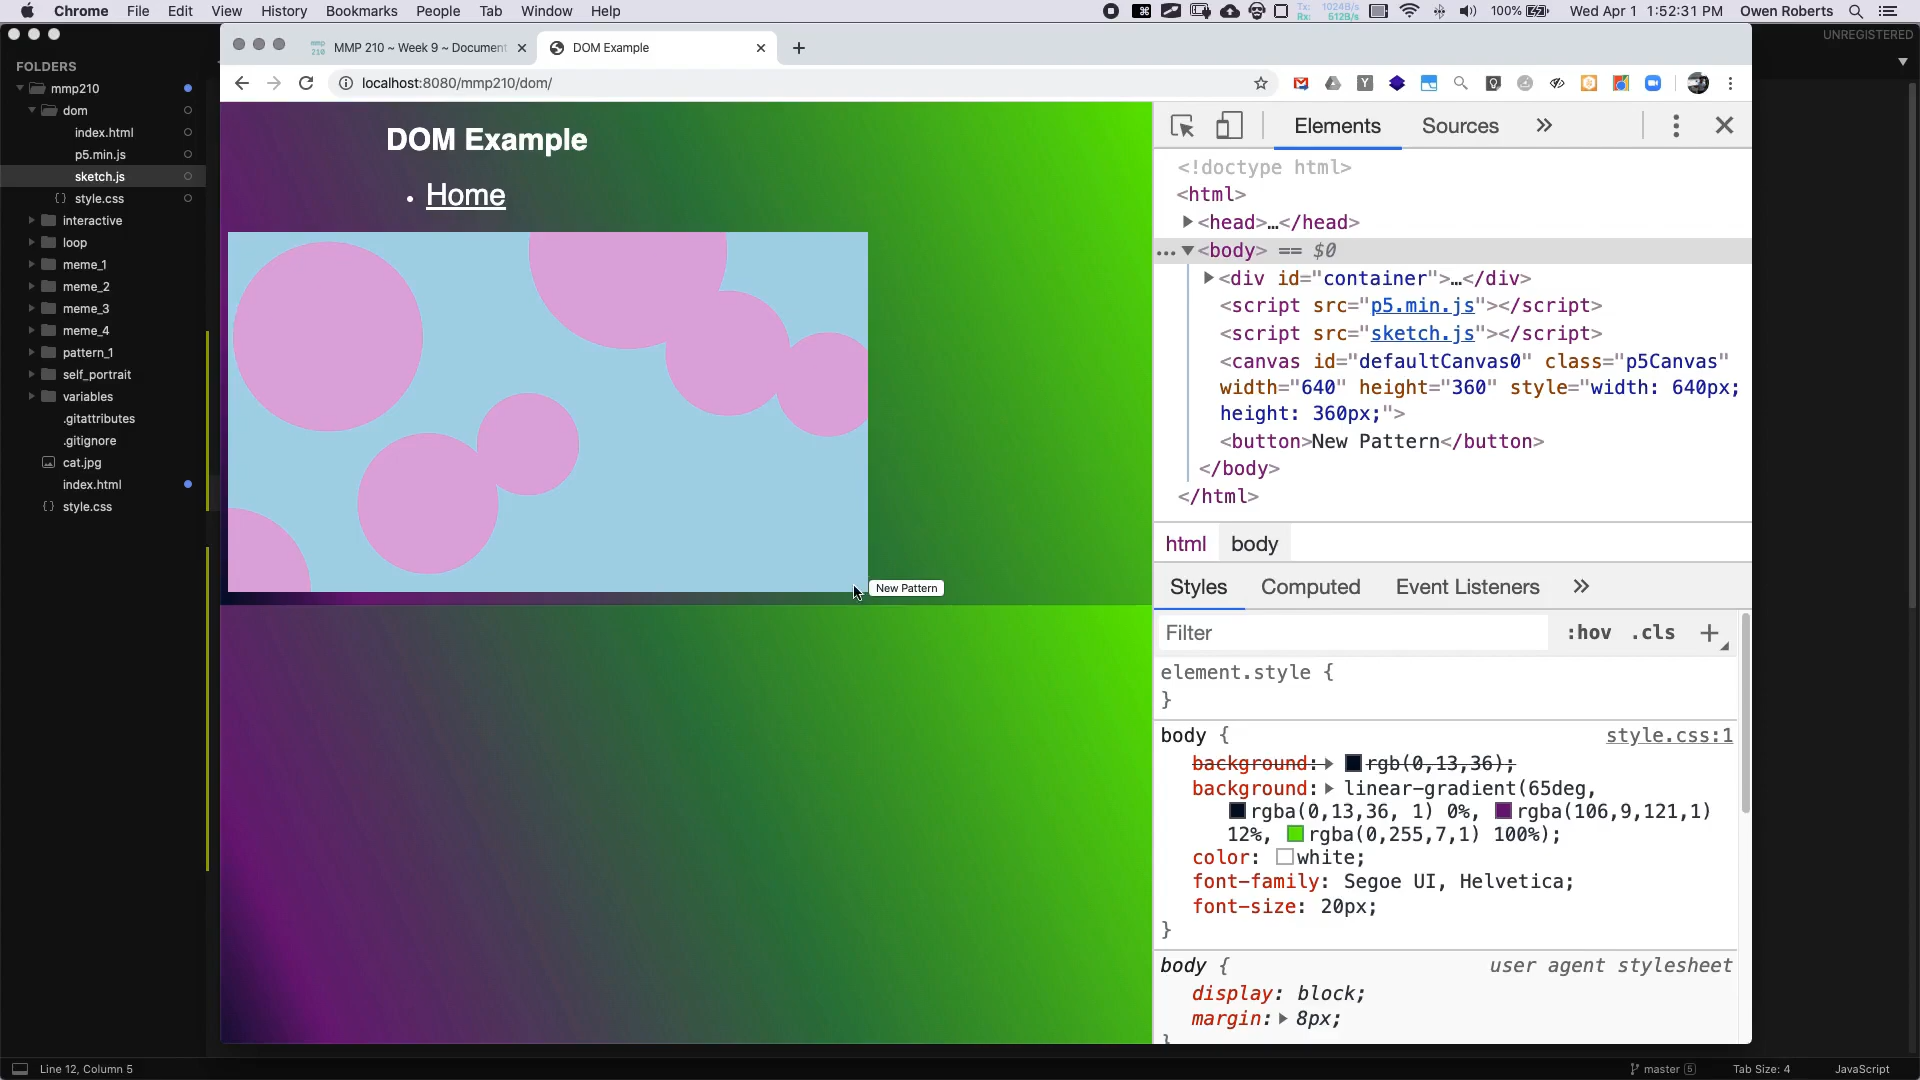 Chrome File Edit View History Bookmarks People Tab Window Help
Tx: 1024B/s
Rx: 512B/s
100% Wed Apr 1 1:52:31 PM Owen Roberts
UNREGISTERED
FOLDERS
mmp210
dom
index.html
p5.min.js
sketch.js
{} style.css
interactive
loop
meme_1
meme_2
meme_3
meme_4
pattern_1
self_portrait
variables
.gitattributes
.gitignore
cat.jpg
index.html
{} style.css
MMP 210 ~ Week 9 ~ Document
DOM Example
localhost:8080/mmp210/dom/
DOM Example
• Home
New Pattern
Elements Sources »
<!doctype html>
<html>
<head>…</head>
… <body> == $0
<div id="container">…</div>
<script src="p5.min.js"></script>
<script src="sketch.js"></script>
<canvas id="defaultCanvas0" class="p5Canvas"
width="640" height="360" style="width: 640px;
height: 360px;">
<button>New Pattern</button>
</body>
</html>
html body
Styles Computed Event Listeners »
Filter :hov .cls +
element.style {
}
body { style.css:1
background: rgb(0,13,36);
background: linear-gradient(65deg,
rgba(0,13,36, 1) 0%, rgba(106,9,121,1)
12%, rgba(0,255,7,1) 100%);
color: white;
font-family: Segoe UI, Helvetica;
font-size: 20px;
}
body { user agent stylesheet
display: block;
margin: 8px;
}
Line 12, Column 5
master 5 Tab Size: 4 JavaScript